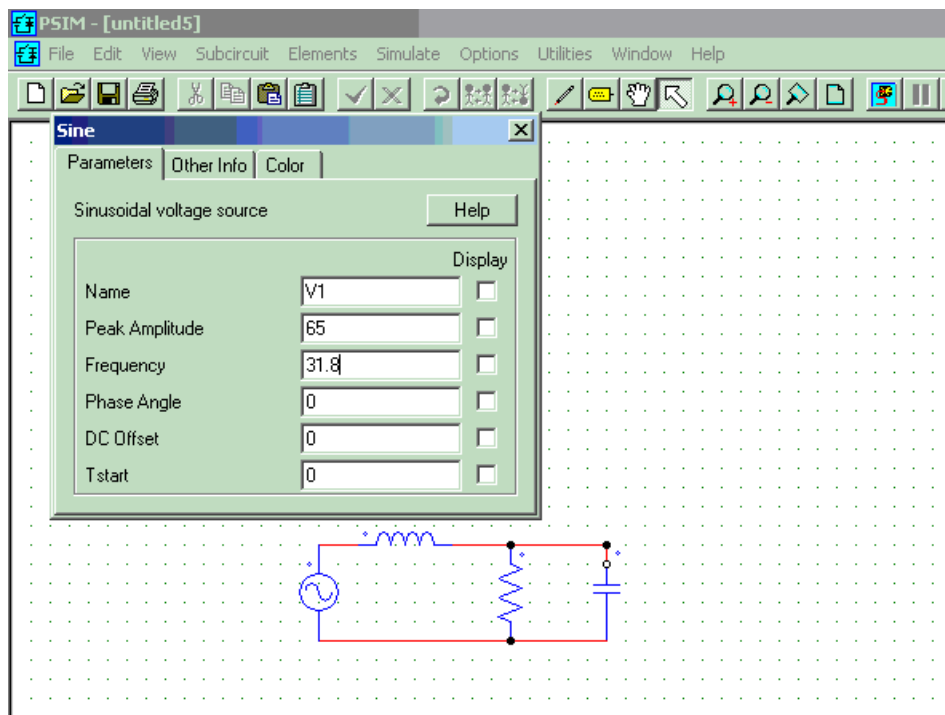 PSIM - [untitled5]
File Edit View Subcircuit Elements Simulate Options Utilities Window Help
Sine
Parameters Other Info Color
Sinusoidal voltage source Help
Display
Name V1
Peak Amplitude 65
Frequency 31.8
Phase Angle 0
DC Offset 0
Tstart 0